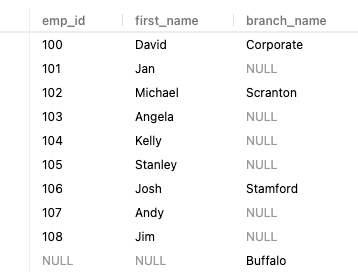 emp_id first_name branch_name
100 David Corporate
101 Jan NULL
102 Michael Scranton
103 Angela NULL
104 Kelly NULL
105 Stanley NULL
106 Josh Stamford
107 Andy NULL
108 Jim NULL
NULL NULL Buffalo